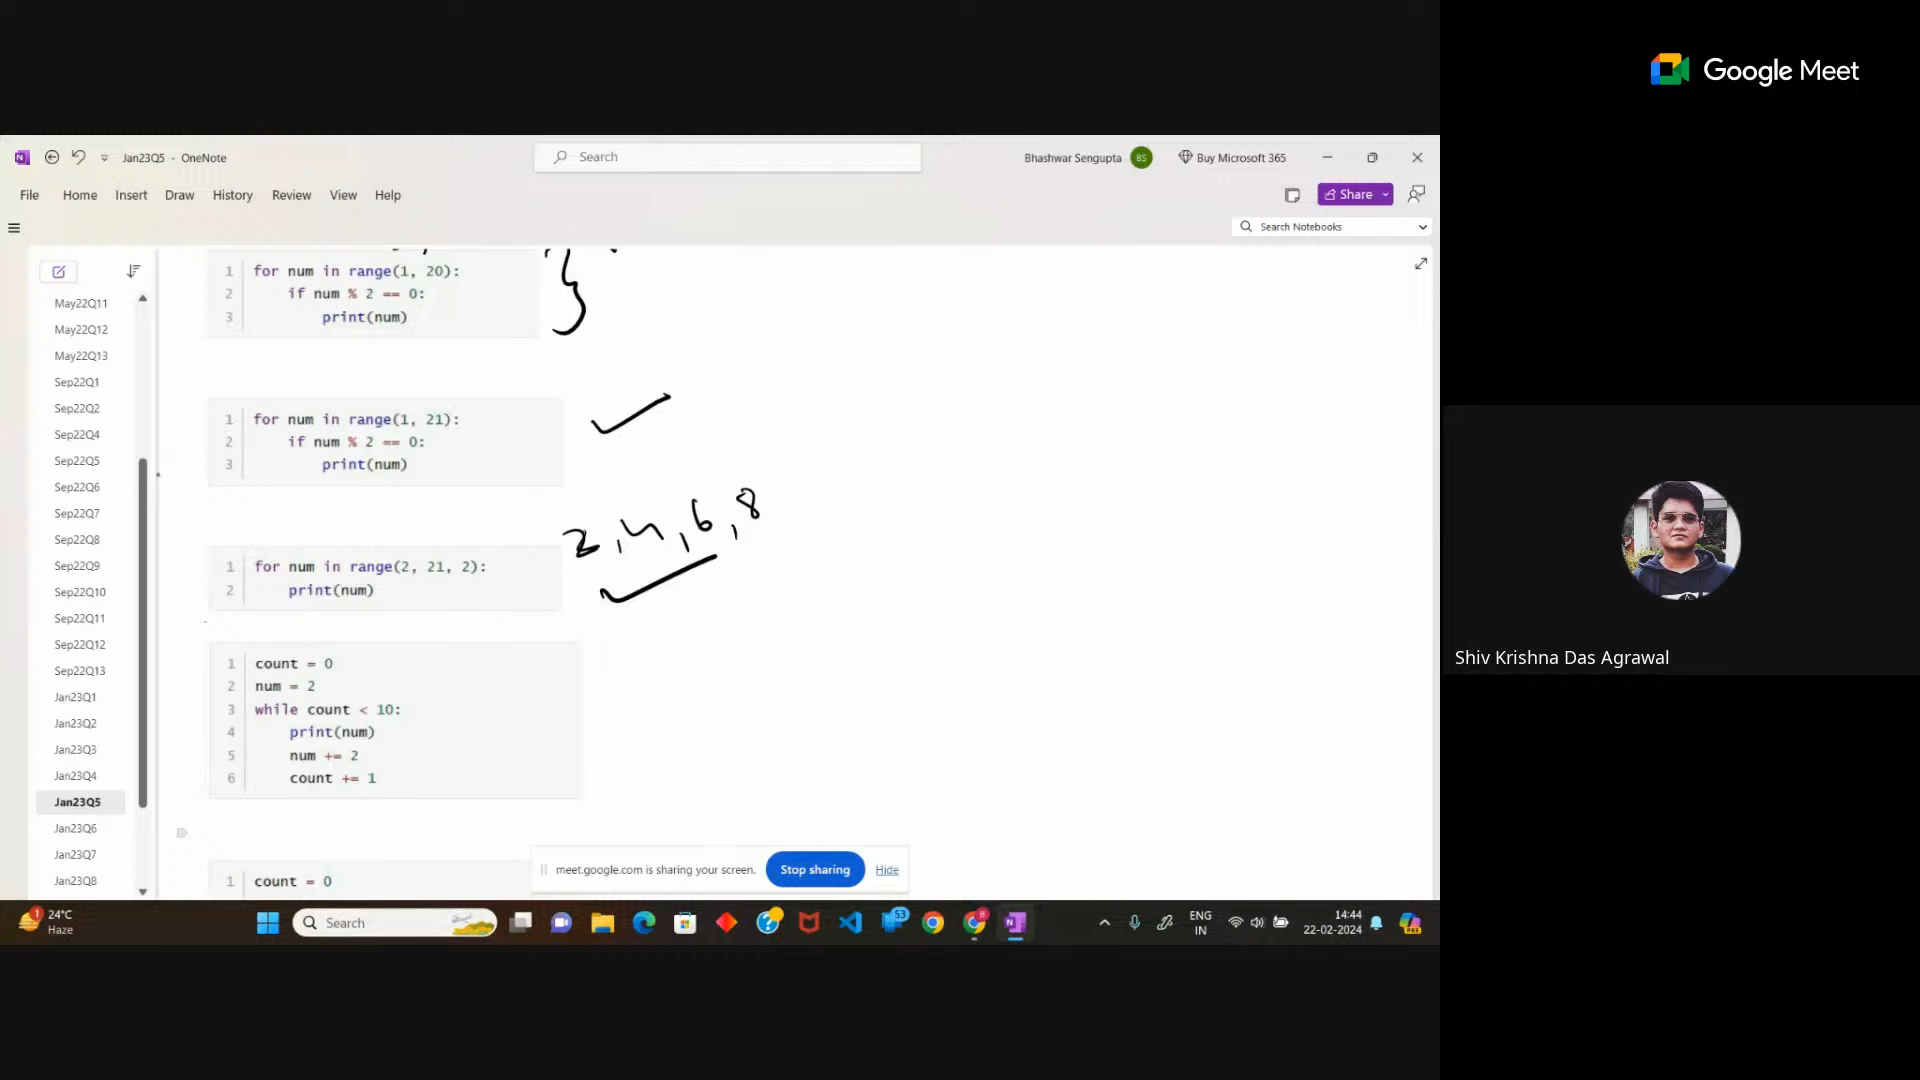 Google Meet
Jan23Q5 - OneNote
Search
Bhashwar Sengupta
BS
Buy Microsoft 365
File
Home
Insert
Draw
History
Review
View
Help
Share
Search Notebooks
May22Q11
May22Q12
May22Q13
Sep22Q1
Sep22Q2
Sep22Q4
Sep22Q5
Sep22Q6
Sep22Q7
Sep22Q8
Sep22Q9
Sep22Q10
Sep22Q11
Sep22Q12
Sep22Q13
Jan23Q1
Jan23Q2
Jan23Q3
Jan23Q4
Jan23Q5
Jan23Q6
Jan23Q7
Jan23Q8
1 for num in range(1, 20):
2 if num % 2 == 0:
3 print(num)
1 for num in range(1, 21):
2 if num % 2 == 0:
3 print(num)
2, 4, 6, 8
1 for num in range(2, 21, 2):
2 print(num)
1 count = 0
2 num = 2
3 while count < 10:
4 print(num)
5 num += 2
6 count += 1
1 count = 0
meet.google.com is sharing your screen.
Stop sharing
Hide
Shiv Krishna Das Agrawal
1
24°C
Haze
Search
53
8
ENG
IN
14:44
22-02-2024
PRE